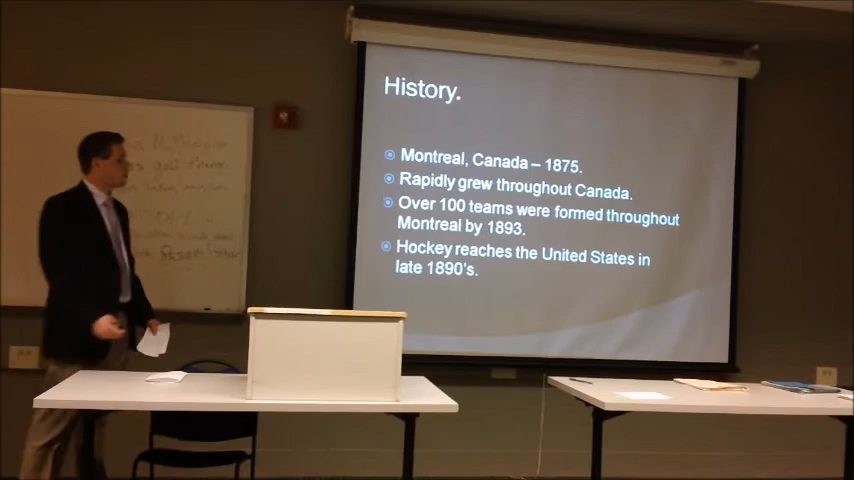 History.
Montreal, Canada – 1875.
Rapidly grew throughout Canada.
Over 100 teams were formed throughout
Montreal by 1893.
Hockey reaches the United States in
late 1890's.